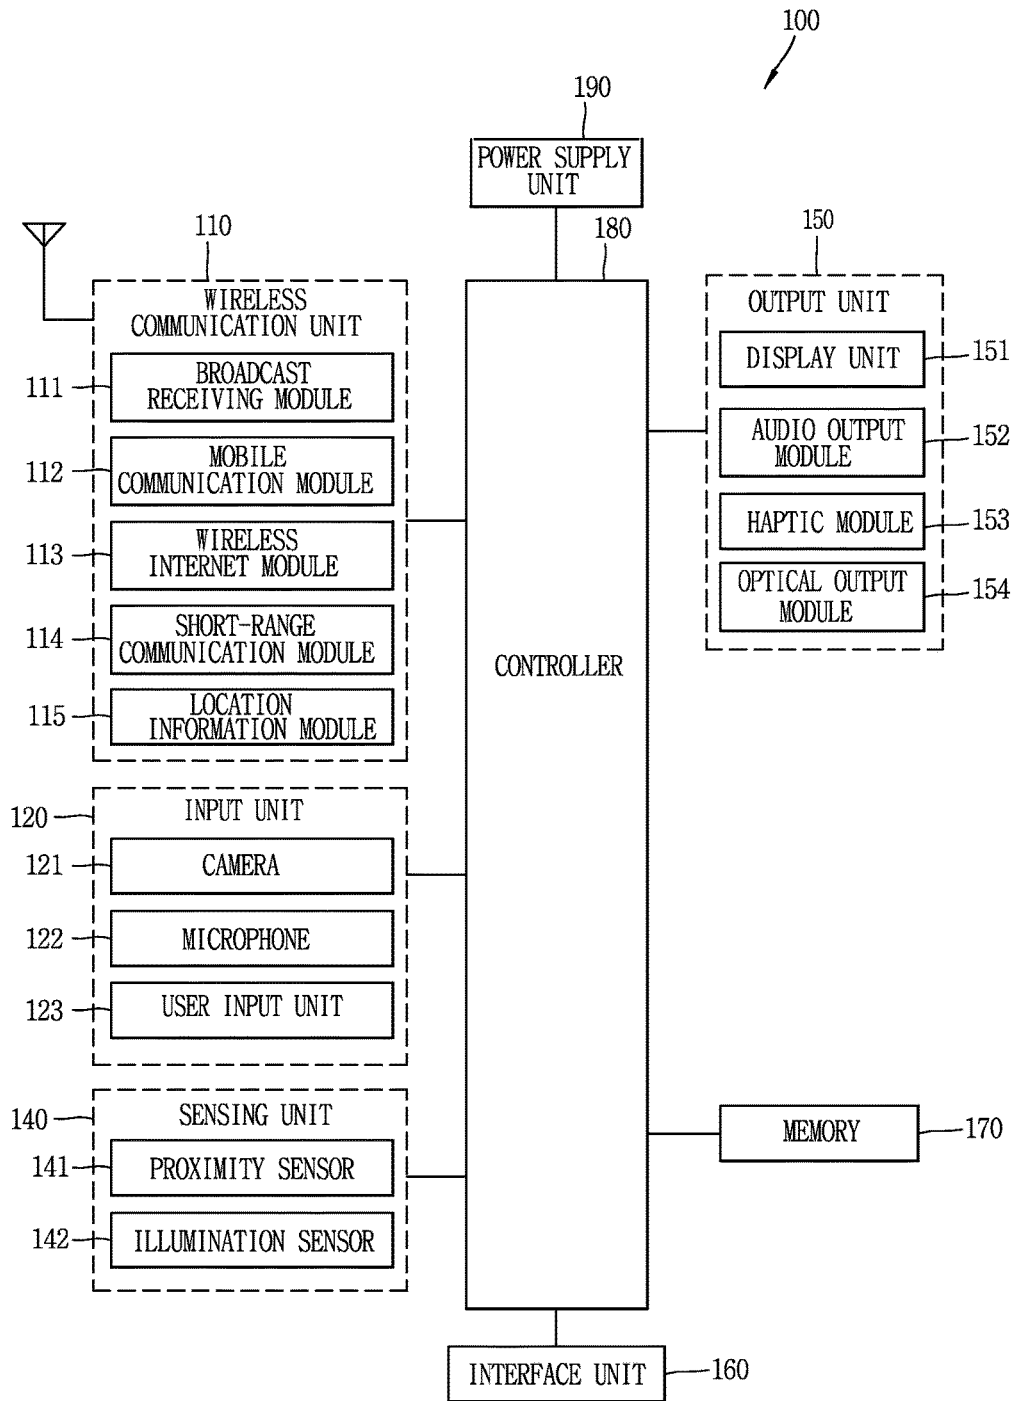 100
190
POWER SUPPLY
UNIT
110
180
150
WIRELESS
COMMUNICATION UNIT
111
BROADCAST
RECEIVING MODULE
112
MOBILE
COMMUNICATION MODULE
113
WIRELESS
INTERNET MODULE
114
SHORT-RANGE
COMMUNICATION MODULE
115
LOCATION
INFORMATION MODULE
120
INPUT UNIT
121
CAMERA
122
MICROPHONE
123
USER INPUT UNIT
140
SENSING UNIT
141
PROXIMITY SENSOR
142
ILLUMINATION SENSOR
CONTROLLER
OUTPUT UNIT
DISPLAY UNIT
151
AUDIO OUTPUT
MODULE
152
HAPTIC MODULE
153
OPTICAL OUTPUT
MODULE
154
MEMORY
170
INTERFACE UNIT
160